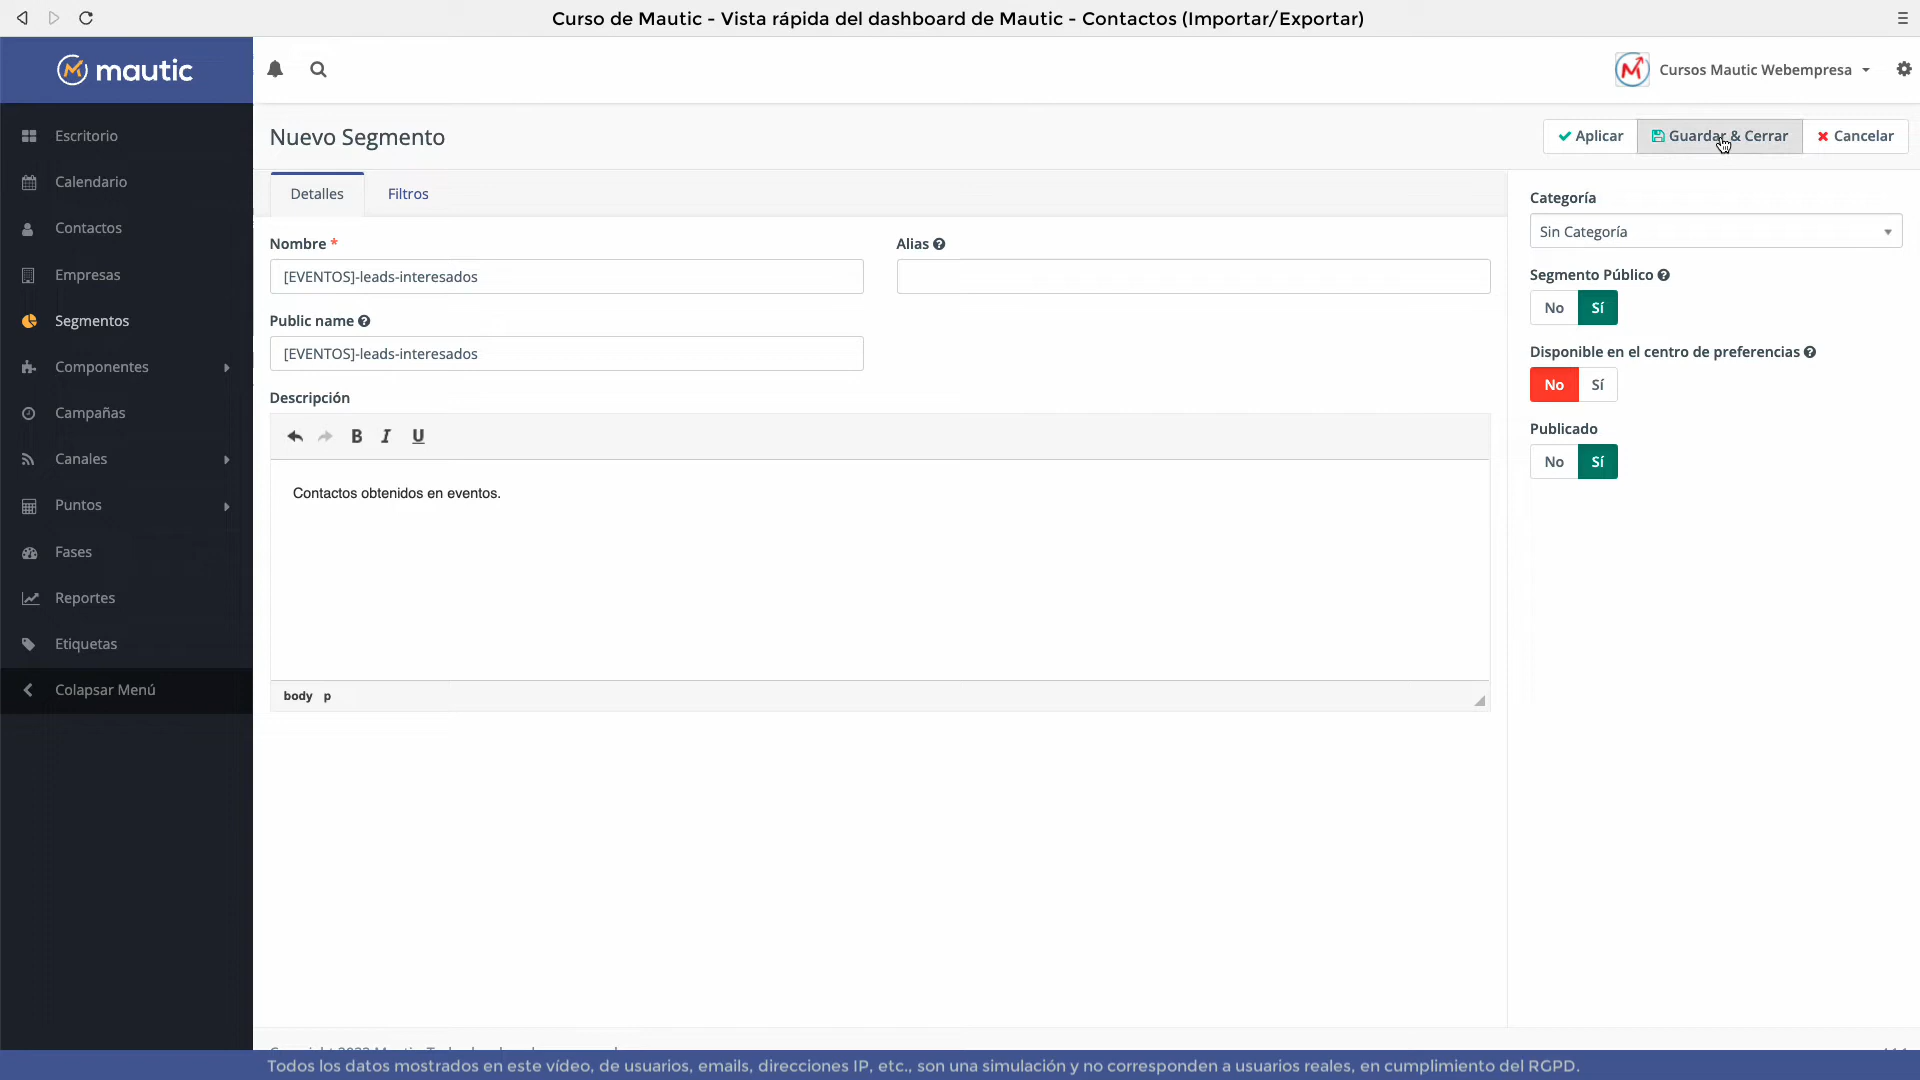 Curso de Mautic - Vista rápida del dashboard de Mautic - Contactos (Importar/Exportar)
mautic
Cursos Mautic Webempresa
Escritorio
Calendario
Contactos
Empresas
Segmentos
Componentes
Campañas
Canales
Puntos
Fases
Reportes
Etiquetas
Colapsar Menú
Nuevo Segmento
Aplicar
Guardar & Cerrar
Cancelar
Detalles
Filtros
Nombre *
[EVENTOS]-leads-interesados
Alias
Public name
[EVENTOS]-leads-interesados
Descripción
B I U
Contactos obtenidos en eventos.
body p
Categoría
Sin Categoría
Segmento Público
No Sí
Disponible en el centro de preferencias
No Sí
Publicado
No Sí
Todos los datos mostrados en este vídeo, de usuarios, emails, direcciones IP, etc., son una simulación y no corresponden a usuarios reales, en cumplimiento del RGPD.